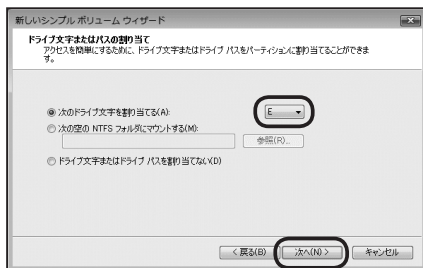 新しいシンプル ボリューム ウィザード
ドライブ文字またはパスの割り当て
アクセスを簡単にするために、ドライブ文字またはドライブ パスをパーティションに割り当てることができま
す。
次のドライブ文字を割り当てる(A):
E
次の空の NTFS フォルダにマウントする(M):
参照(R)...
ドライブ文字またはドライブ パスを割り当てない(D)
< 戻る(B)
次へ(N) >
キャンセル